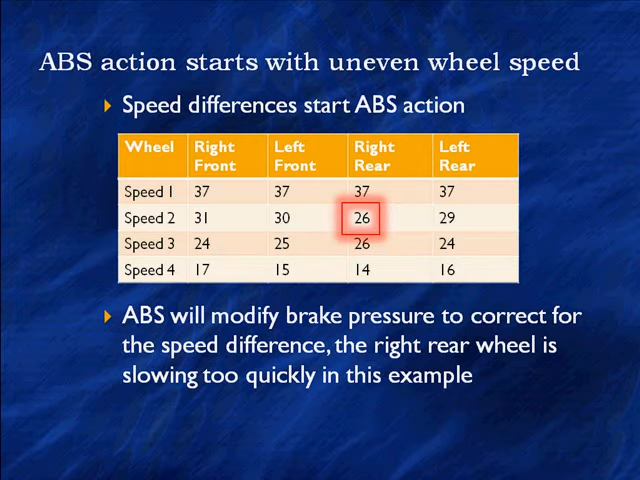 ABS action starts with uneven wheel speed
Speed differences start ABS action
Wheel Right Front Left Front Right Rear Left Rear
Speed 1 37 37 37 37
Speed 2 31 30 26 29
Speed 3 24 25 26 24
Speed 4 17 15 14 16
ABS will modify brake pressure to correct for
the speed difference, the right rear wheel is
slowing too quickly in this example